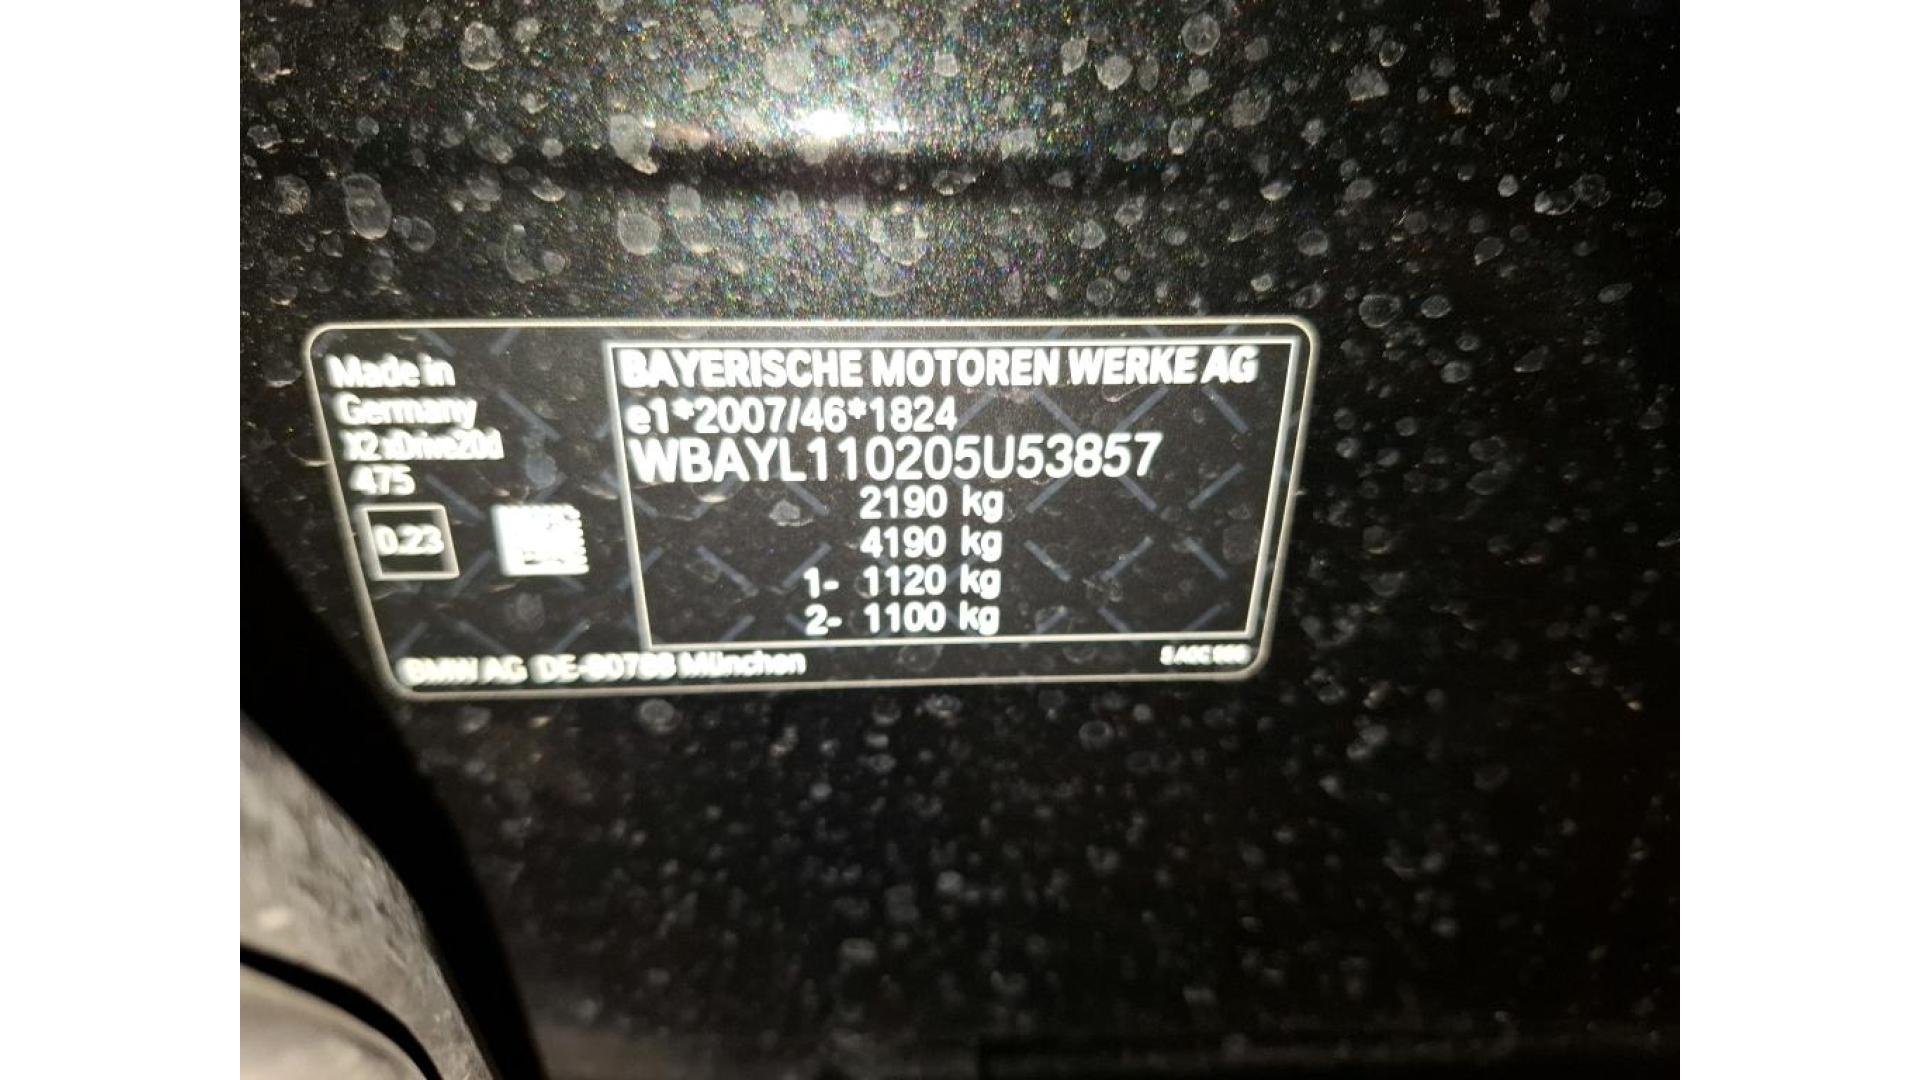 Made in
Germany
X2 xDrive20d
475
0.23
BAYERISCHE MOTOREN WERKE AG
e1*2007/46*1824
WBAYL110205U53857
2190 kg
4190 kg
1- 1120 kg
2- 1100 kg
BMW AG DE-80788 München